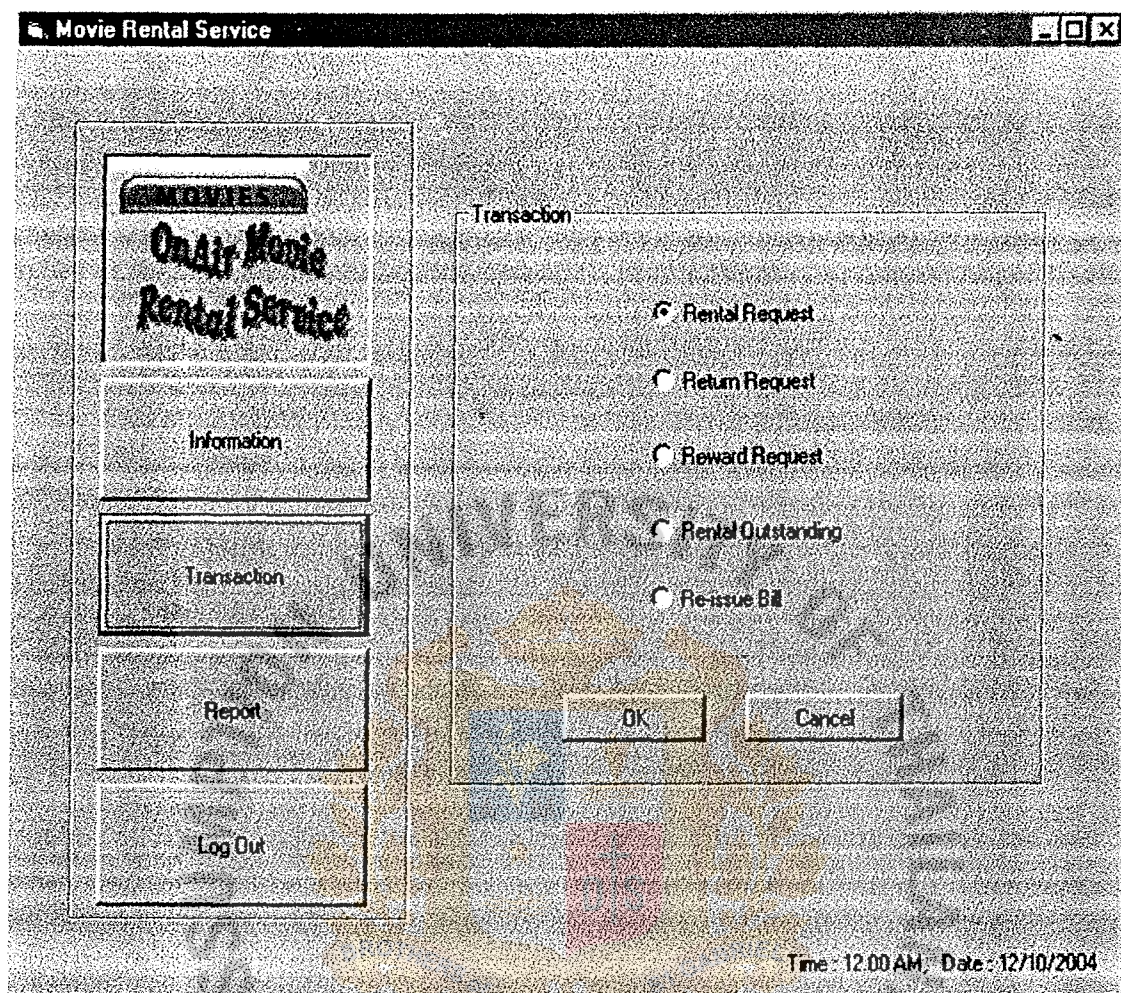 Movie Rental Service
MOVIES
OnAir Movie
Rental Service
Information
Transaction
Report
Log Out
Transaction
Rental Request
Return Request
Reward Request
Rental Outstanding
Re-issue Bill
OK
Cancel
Time : 12:00 AM, Date : 12/10/2004